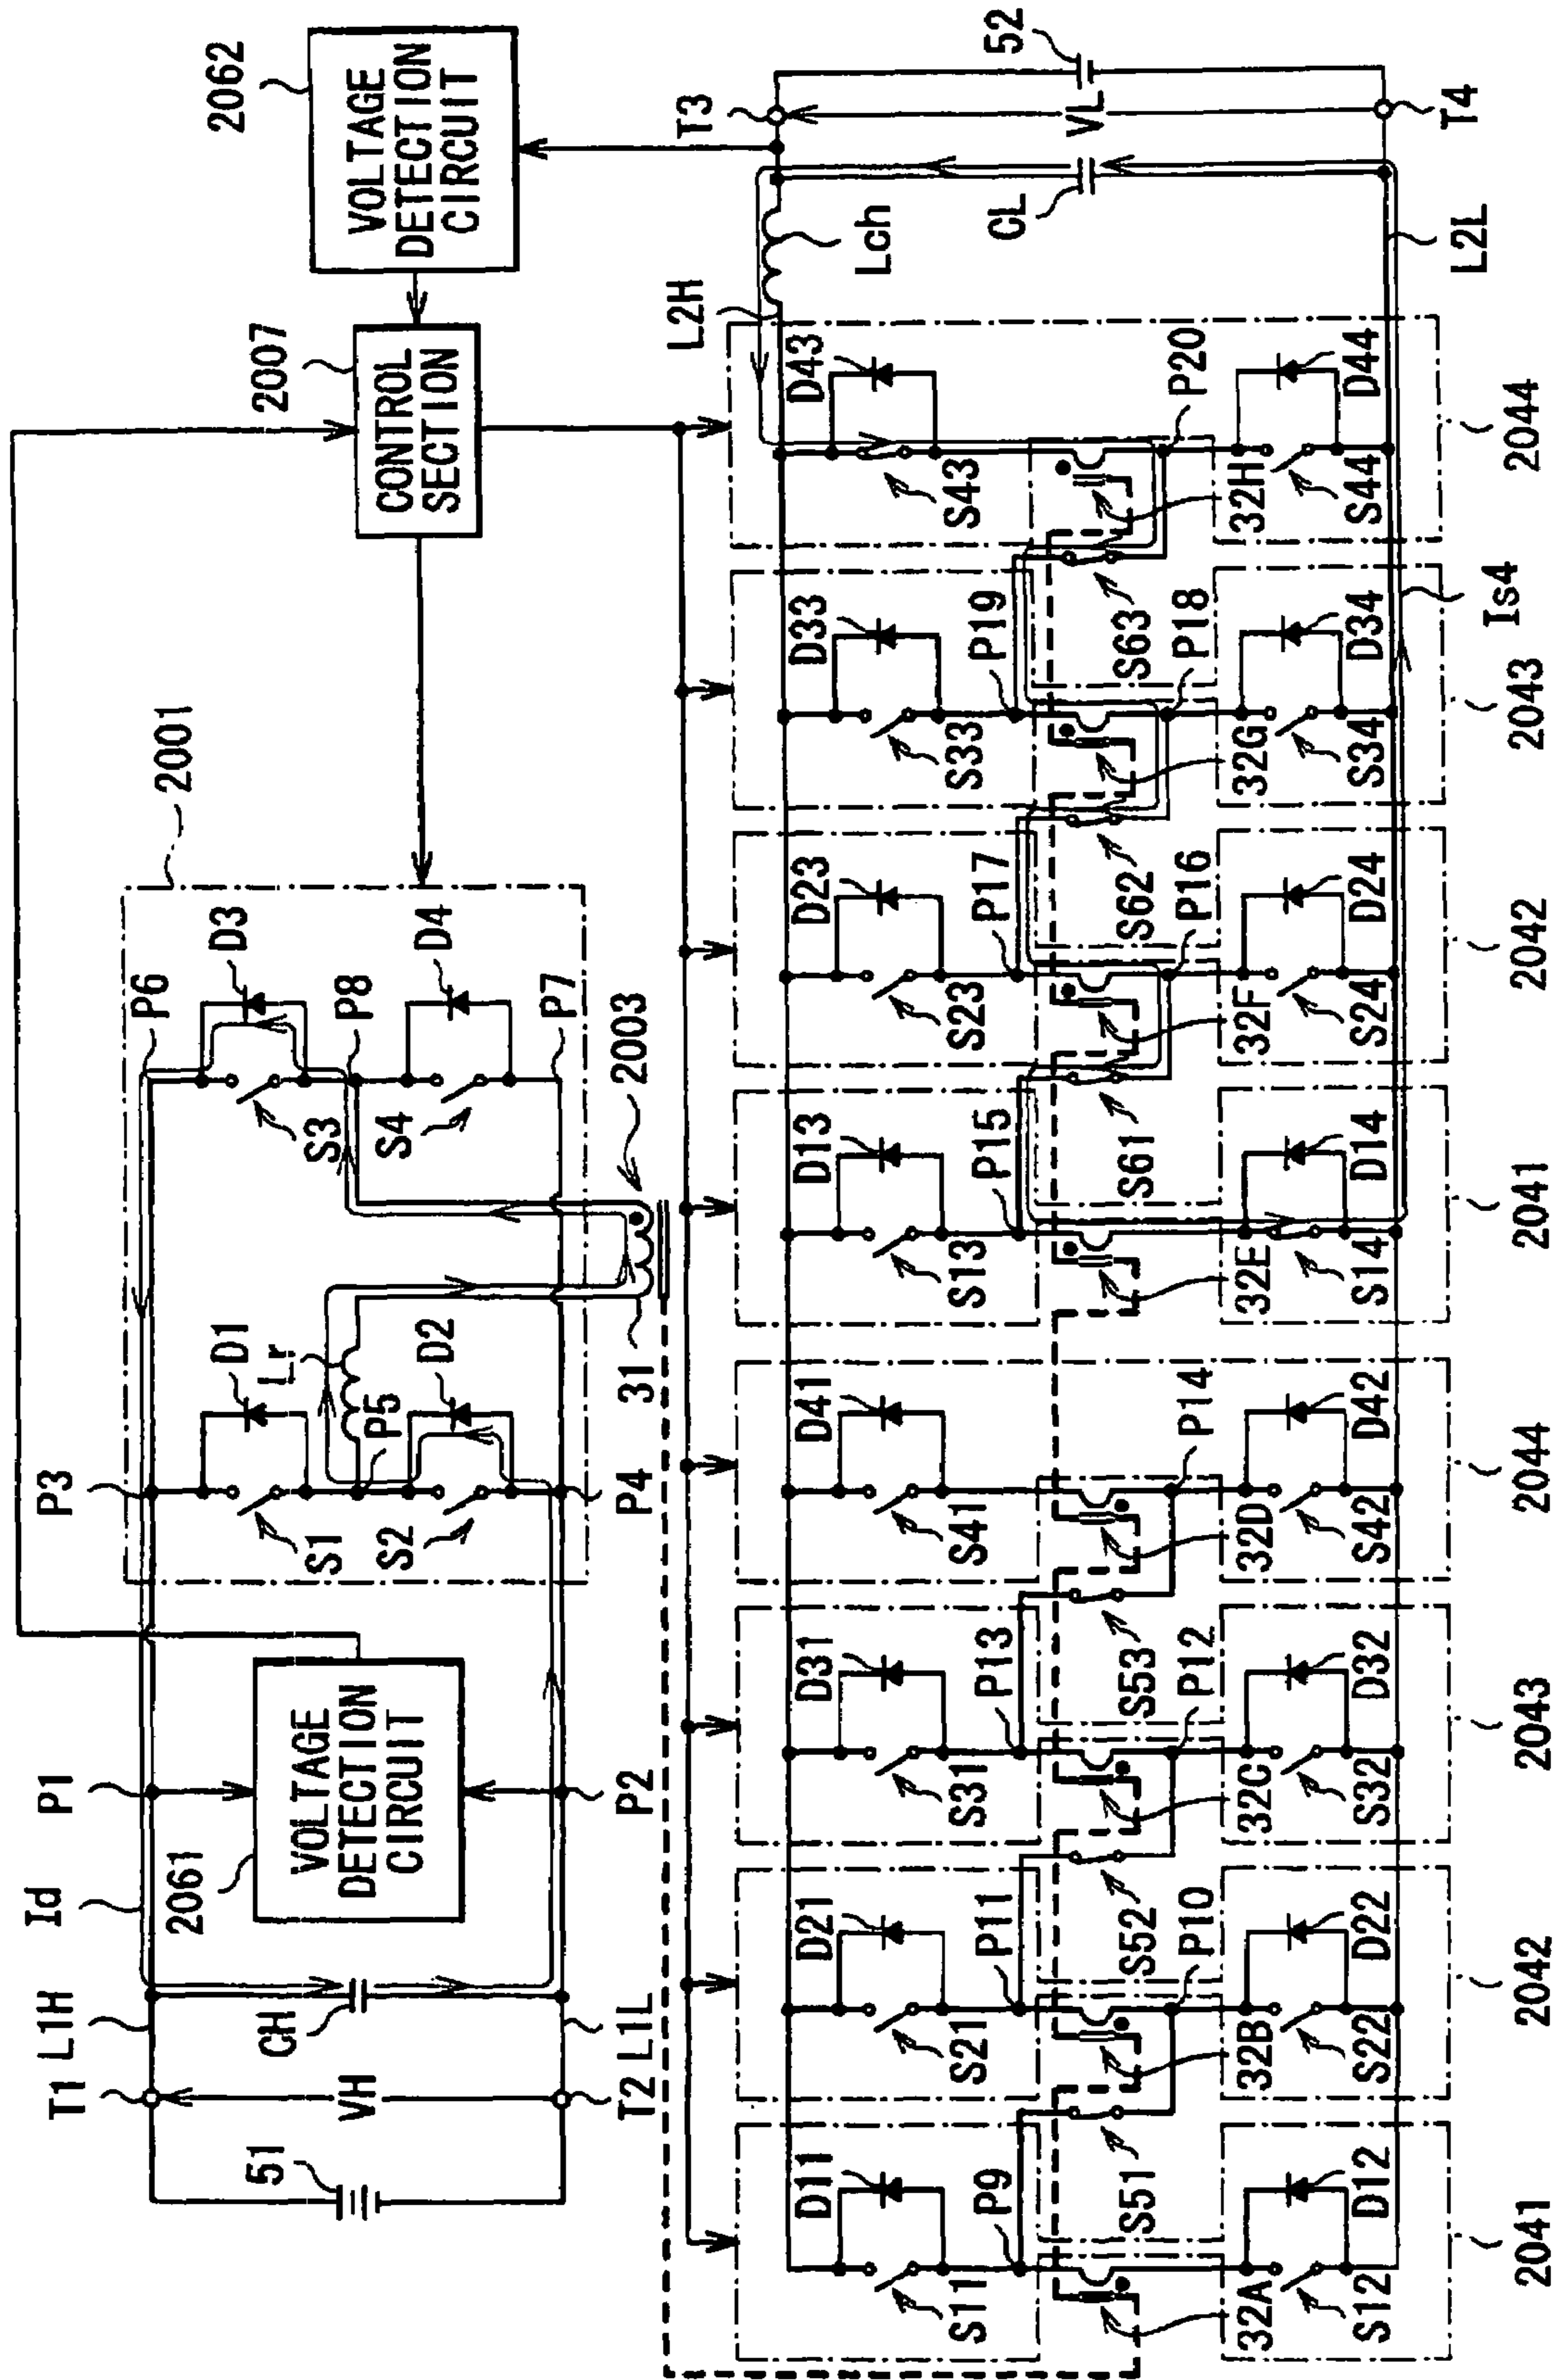 2062
VOLTAGE
DETECTION
CIRCUIT
2007
CONTROL
SECTION
2001
P3
P6
D1
Lr
P5
D2
S1
S2
P4
D3
P8
D4
P7
S3
S4
2003
31
Id
P1
2061
VOLTAGE
DETECTION
CIRCUIT
P2
T1
L1H
CH
VH
L1L
T2
51
52
T3
VL
T4
CL
Lch
L2H
L2L
Is4
D11
D21
D31
D41
D13
D23
D33
D43
S11
S21
S31
S41
S13
S23
S33
S43
P9
P11
P13
P15
P17
P19
S51
S52
S53
S61
S62
S63
P10
P12
P14
P16
P18
P20
32A
32B
32C
32D
32E
32F
32G
32H
D12
D22
D32
D42
D14
D24
D34
D44
S12
S22
S32
S42
S14
S24
S34
S44
2041
2042
2043
2044
2041
2042
2043
2044